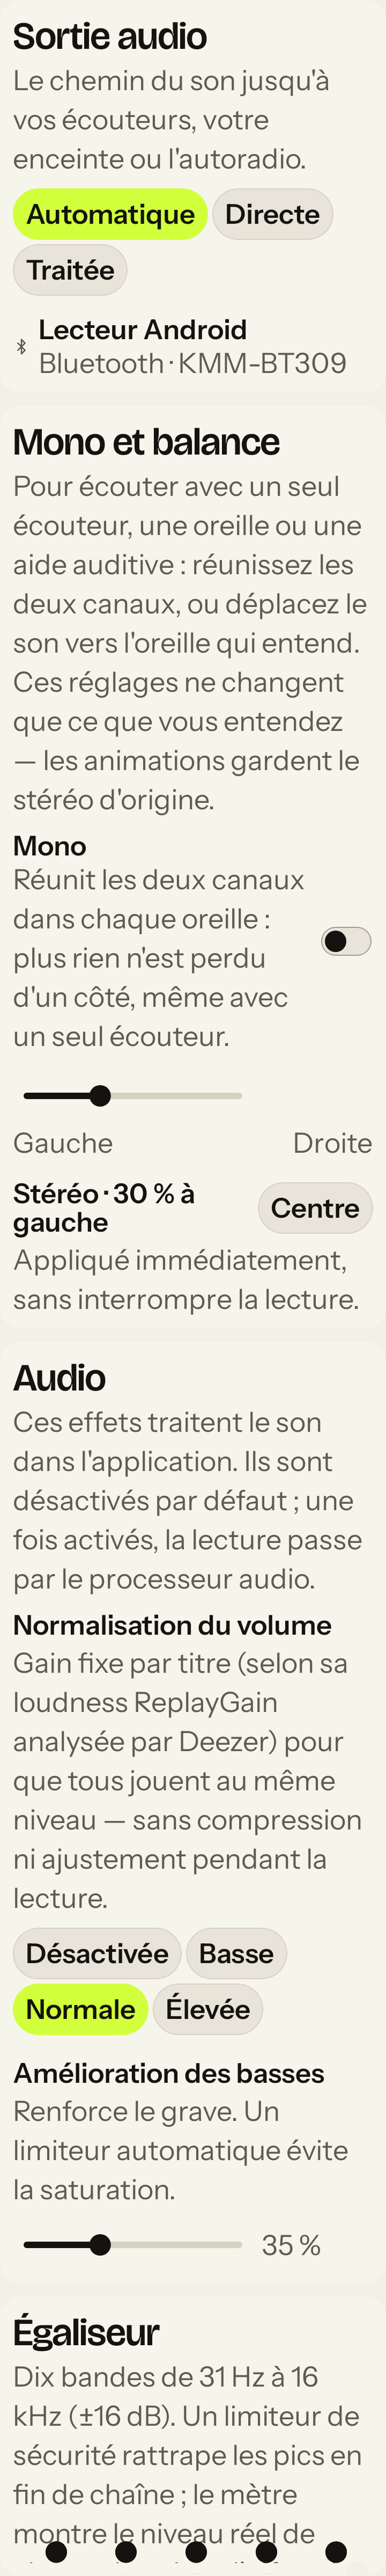 Sortie audio
Le chemin du son jusqu'à
vos écouteurs, votre
enceinte ou l'autoradio.
Automatique
Directe
Traitée
Lecteur Android
Bluetooth · KMM-BT309
Mono et balance
Pour écouter avec un seul
écouteur, une oreille ou une
aide auditive : réunissez les
deux canaux, ou déplacez le
son vers l'oreille qui entend.
Ces réglages ne changent
que ce que vous entendez
— les animations gardent le
stéréo d'origine.
Mono
Réunit les deux canaux
dans chaque oreille :
plus rien n'est perdu
d'un côté, même avec
un seul écouteur.
Gauche
Droite
Stéréo · 30 % à
gauche
Centre
Appliqué immédiatement,
sans interrompre la lecture.
Audio
Ces effets traitent le son
dans l'application. Ils sont
désactivés par défaut ; une
fois activés, la lecture passe
par le processeur audio.
Normalisation du volume
Gain fixe par titre (selon sa
loudness ReplayGain
analysée par Deezer) pour
que tous jouent au même
niveau — sans compression
ni ajustement pendant la
lecture.
Désactivée
Basse
Normale
Élevée
Amélioration des basses
Renforce le grave. Un
limiteur automatique évite
la saturation.
35 %
Égaliseur
Dix bandes de 31 Hz à 16
kHz (±16 dB). Un limiteur de
sécurité rattrape les pics en
fin de chaîne ; le mètre
montre le niveau réel de